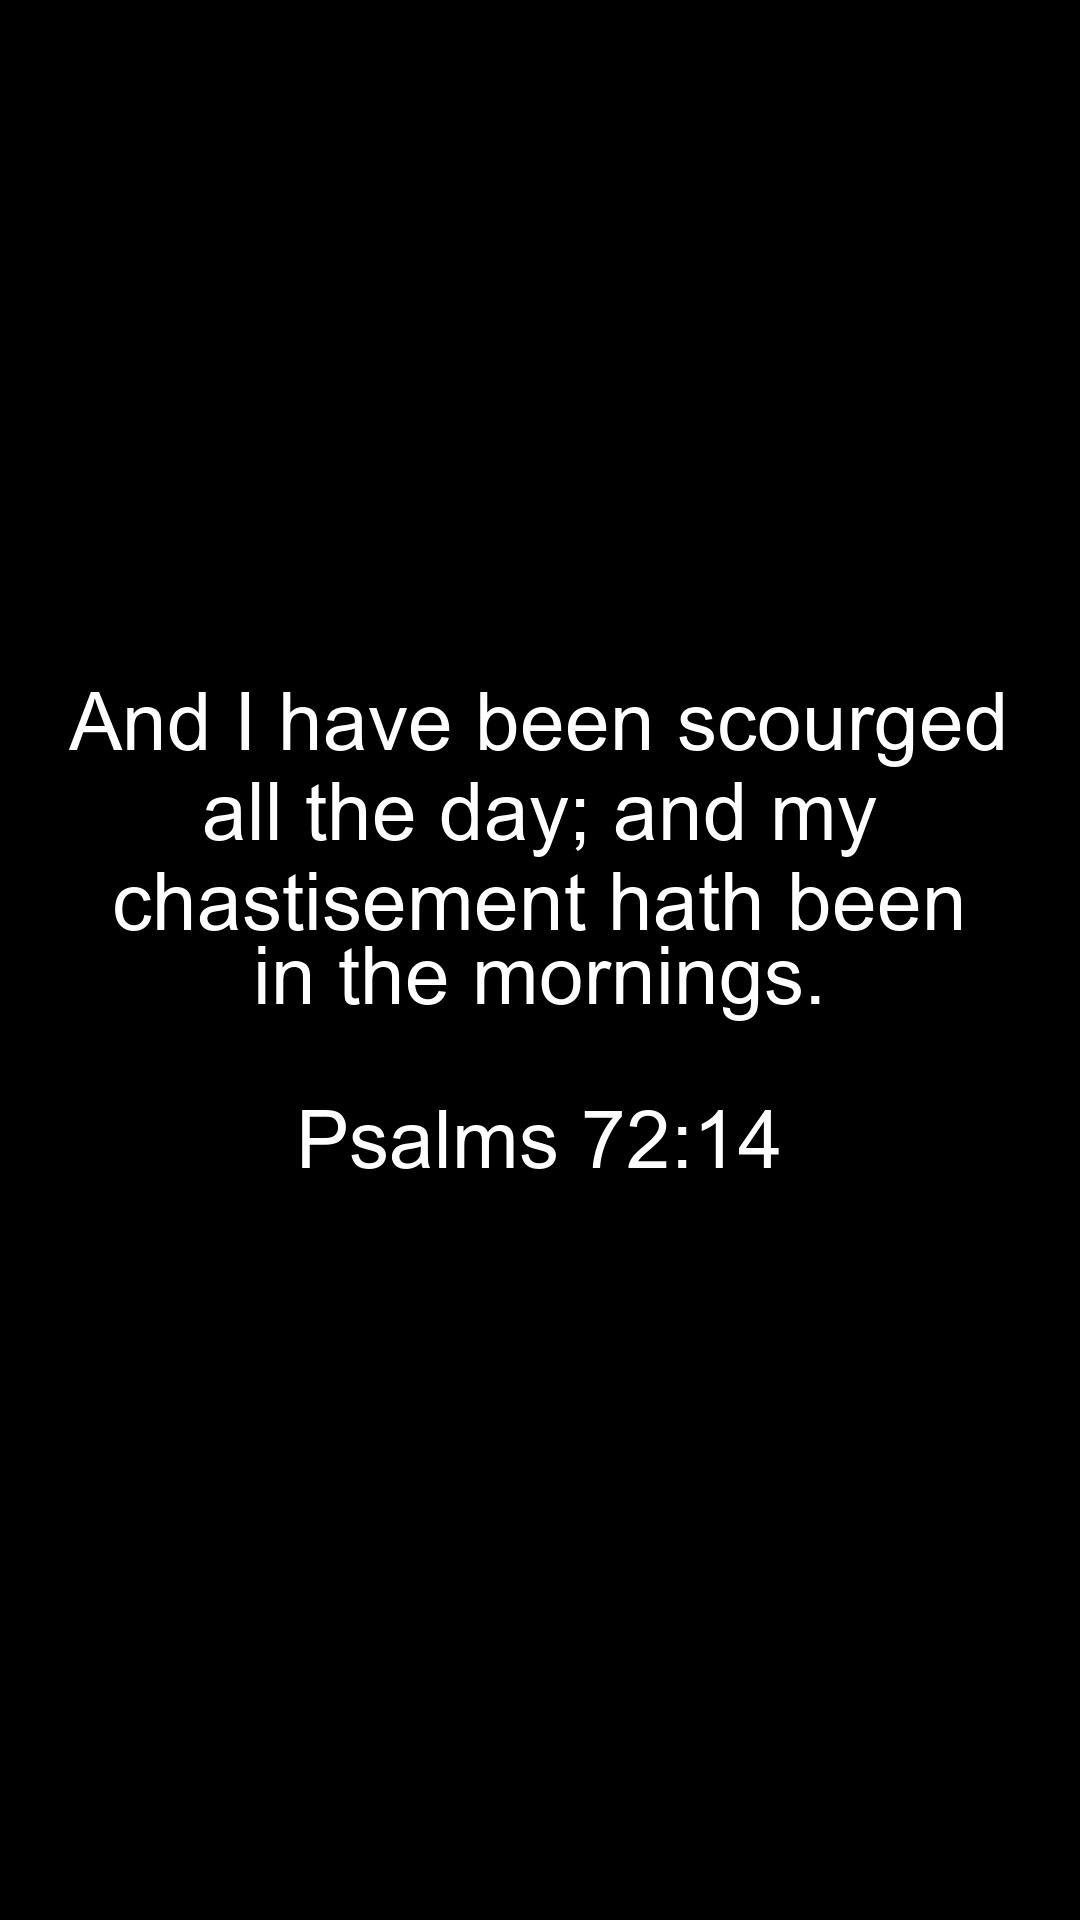 And I have been scourged
all the day; and my
chastisement hath been
in the mornings.
Psalms 72:14